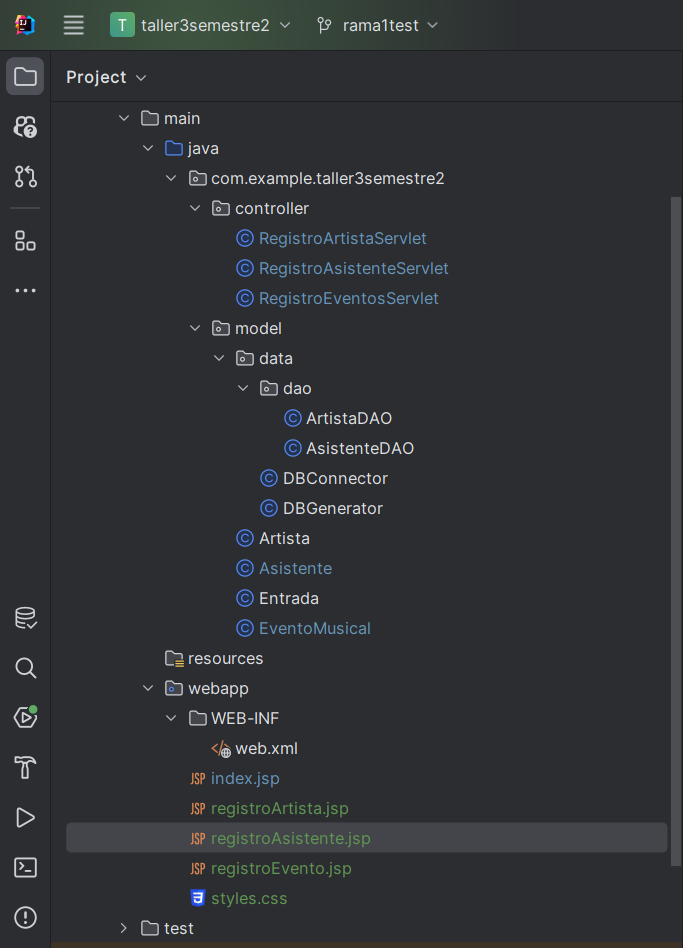 T taller3semestre2 rama1test
Project
main
java
com.example.taller3semestre2
controller
C RegistroArtistaServlet
C RegistroAsistenteServlet
C RegistroEventosServlet
model
data
dao
C ArtistaDAO
C AsistenteDAO
C DBConnector
C DBGenerator
C Artista
C Asistente
C Entrada
C EventoMusical
resources
webapp
WEB-INF
</> web.xml
JSP index.jsp
JSP registroArtista.jsp
JSP registroAsistente.jsp
JSP registroEvento.jsp
styles.css
test